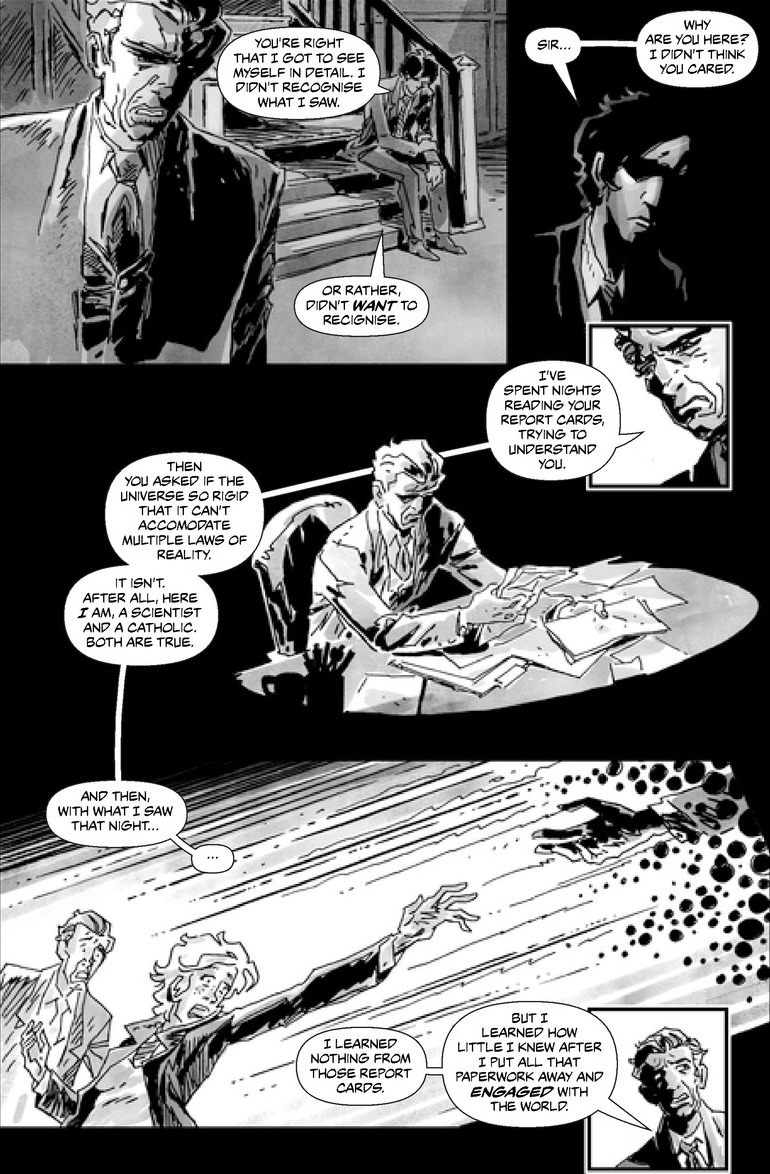 YOU'RE RIGHT
THAT I GOT TO SEE
MYSELF IN DETAIL. I
DIDN'T RECOGNISE
WHAT I SAW.
OR RATHER,
DIDN'T WANT TO
RECIGNISE.
SIR...
WHY
ARE YOU HERE?
I DIDN'T THINK
YOU CARED.
I'VE
SPENT NIGHTS
READING YOUR
REPORT CARDS,
TRYING TO
UNDERSTAND
YOU.
THEN
YOU ASKED IF THE
UNIVERSE SO RIGID
THAT IT CAN'T
ACCOMODATE
MULTIPLE LAWS OF
REALITY.
IT ISN'T.
AFTER ALL, HERE
I AM, A SCIENTIST
AND A CATHOLIC.
BOTH ARE TRUE.
AND THEN,
WITH WHAT I SAW
THAT NIGHT...
...
I LEARNED
NOTHING FROM
THOSE REPORT
CARDS.
BUT I
LEARNED HOW
LITTLE I KNEW AFTER
I PUT ALL THAT
PAPERWORK AWAY AND
ENGAGED WITH
THE WORLD.